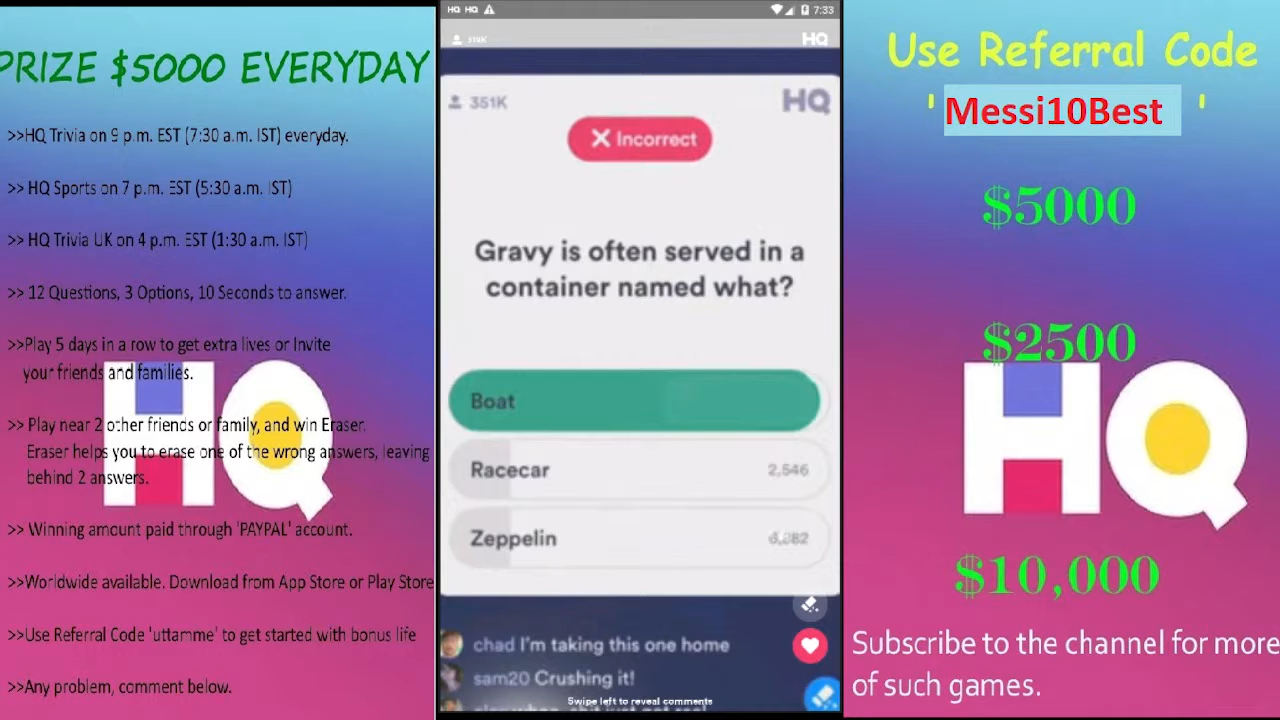 PRIZE $5000 EVERYDAY
>>HQ Trivia on 9 p.m. EST (7:30 a.m. IST) everyday.
>> HQ Sports on 7 p.m. EST (5:30 a.m. IST)
>> HQ Trivia UK on 4 p.m. EST (1:30 a.m. IST)
>> 12 Questions, 3 Options, 10 Seconds to answer.
>>Play 5 days in a row to get extra lives or Invite
your friends and families.
>> Play near 2 other friends or family, and win Eraser.
Eraser helps you to erase one of the wrong answers, leaving
behind 2 answers.
>> Winning amount paid through 'PAYPAL' account.
>>Worldwide available. Download from App Store or Play Store
>>Use Referral Code 'uttamme' to get started with bonus life
>>Any problem, comment below.
HQ
HQ HQ 7:33
HQ
351K HQ
Incorrect
Gravy is often served in a
container named what?
Boat
Racecar 2,546
Zeppelin
chad I'm taking this one home
sam20 Crushing it!
Swipe left to reveal comments
Use Referral Code
' Messi10Best '
$5000
$2500
HQ
$10,000
Subscribe to the channel for more
of such games.